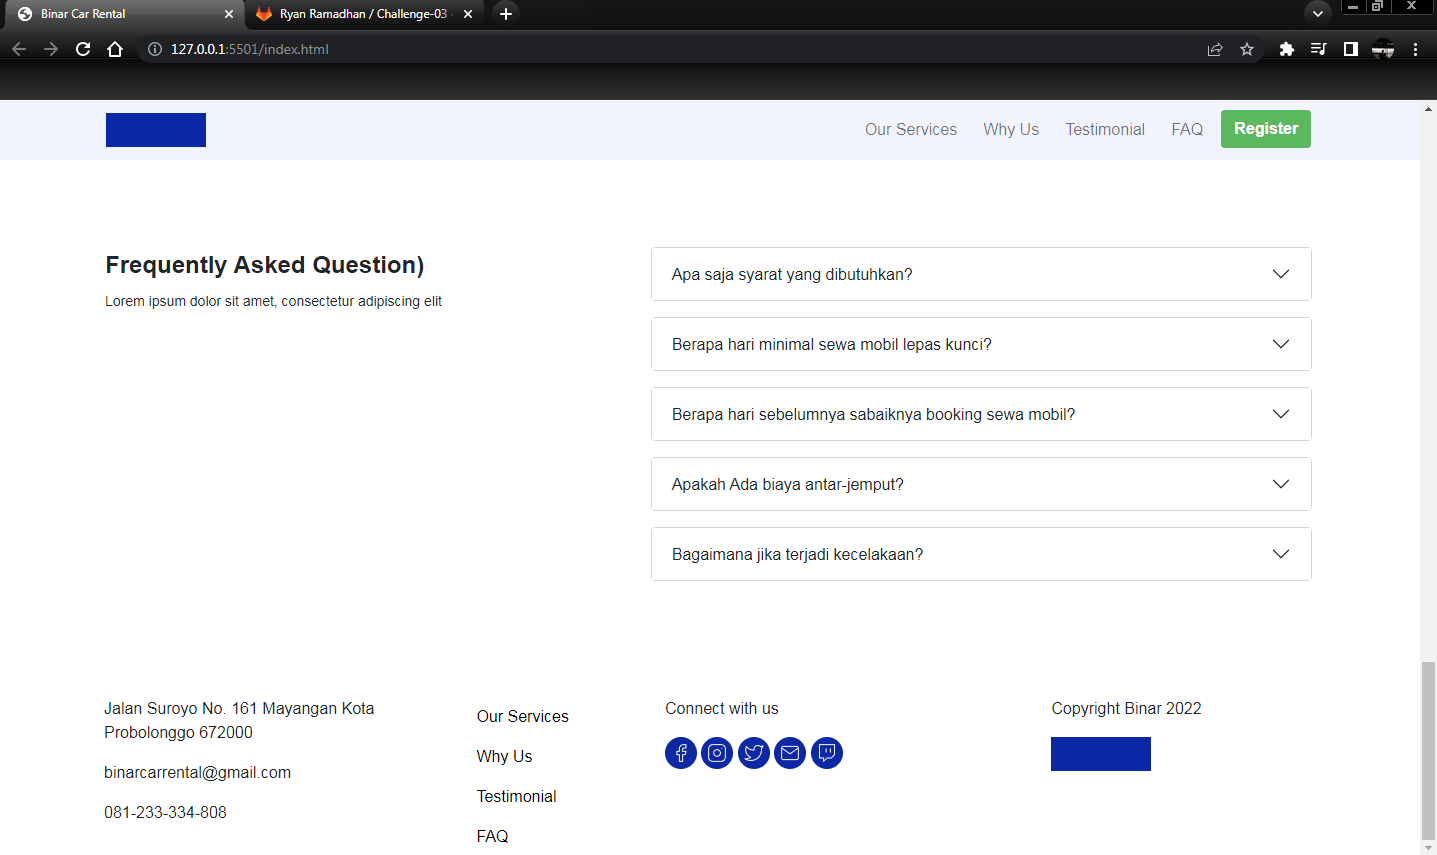 Binar Car Rental
Ryan Ramadhan / Challenge-03
127.0.0.1:5501/index.html
Our Services
Why Us
Testimonial
FAQ
Register
Frequently Asked Question)
Lorem ipsum dolor sit amet, consectetur adipiscing elit
Apa saja syarat yang dibutuhkan?
Berapa hari minimal sewa mobil lepas kunci?
Berapa hari sebelumnya sabaiknya booking sewa mobil?
Apakah Ada biaya antar-jemput?
Bagaimana jika terjadi kecelakaan?
Jalan Suroyo No. 161 Mayangan Kota
Probolonggo 672000
binarcarrental@gmail.com
081-233-334-808
Our Services
Why Us
Testimonial
FAQ
Connect with us
Copyright Binar 2022